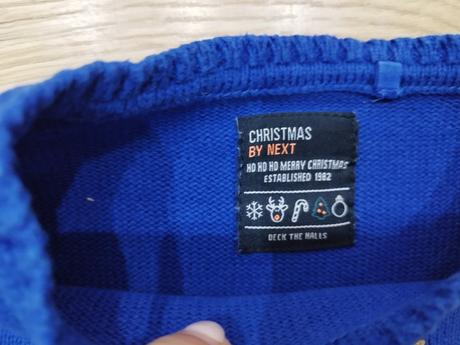 CHRISTMAS
BY NEXT
HO HO HO MERRY CHRISTMAS
ESTABLISHED 1982
DECK THE HALLS